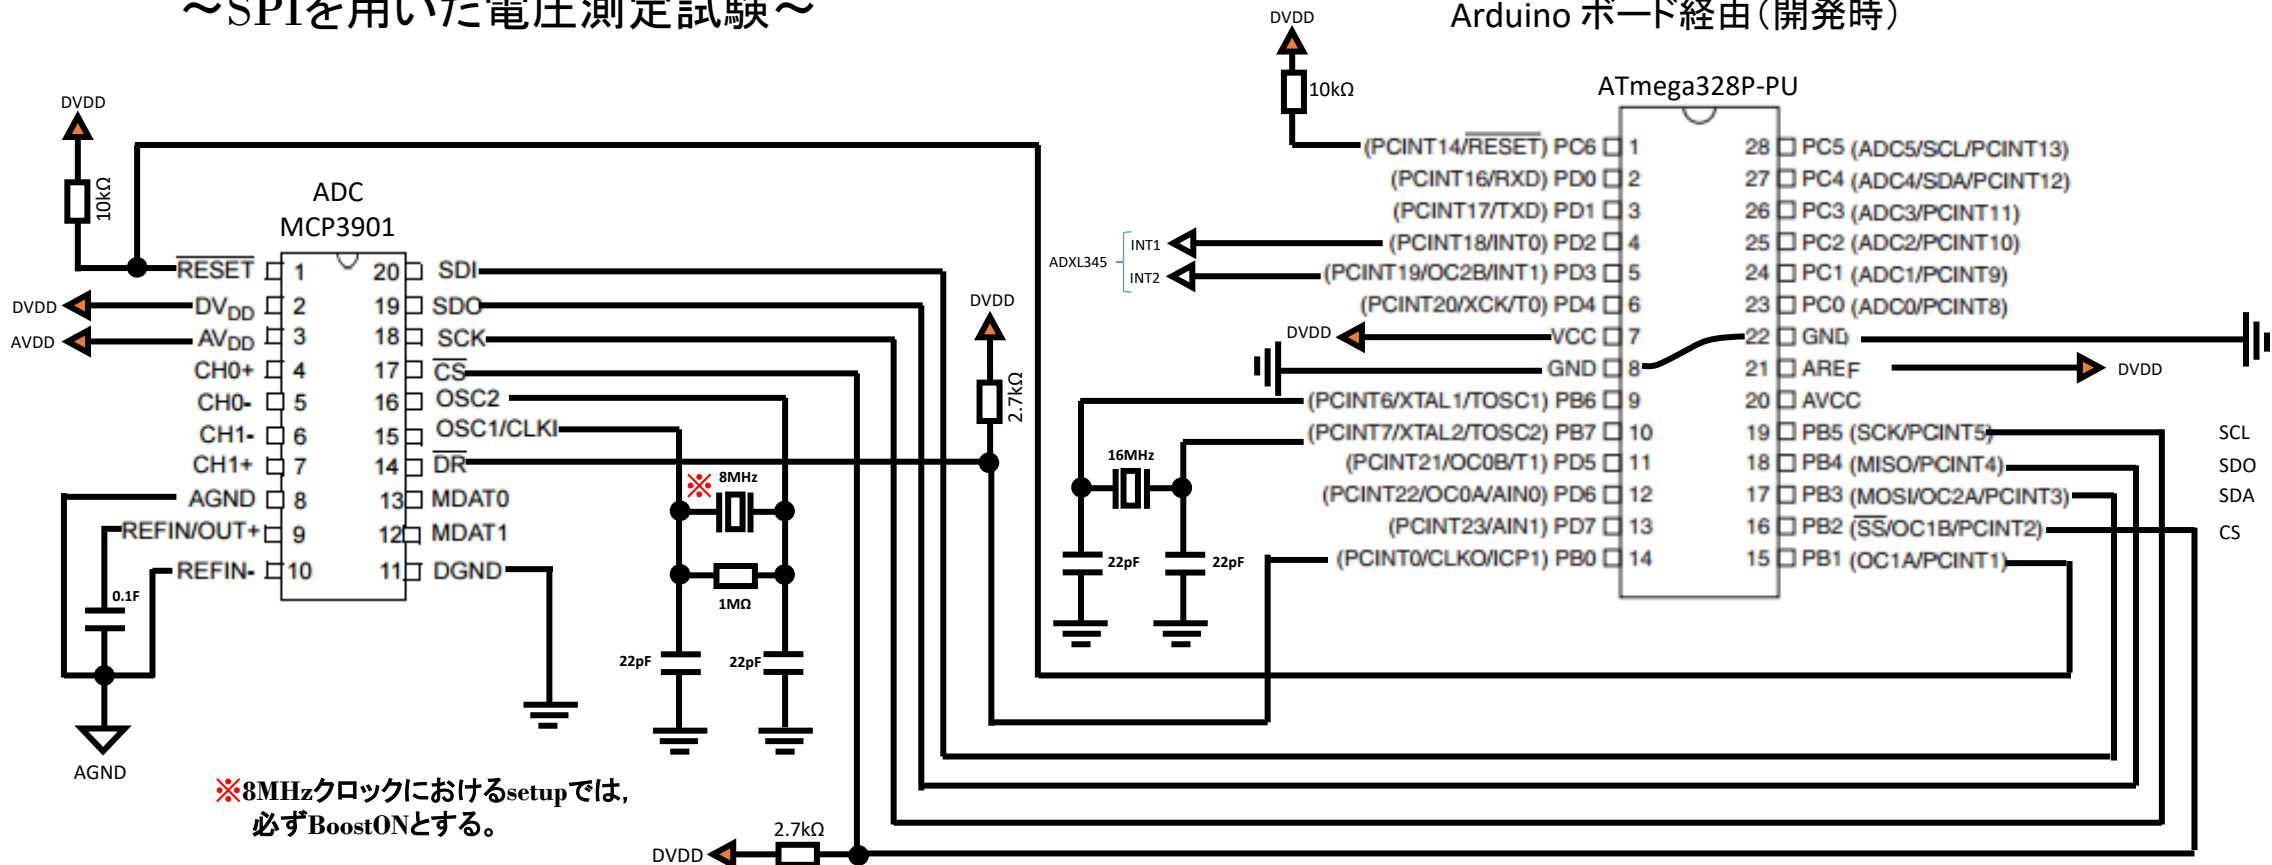 ～SPIを用いた電圧測定試験～
Arduino ボード経由（開発時）
DVDD
10kΩ
ADC
MCP3901
RESET 1
DVDD
DVDD 2
AVDD
AVDD 3
CH0+ 4
CH0- 5
CH1- 6
CH1+ 7
AGND 8
REFIN/OUT+ 9
REFIN- 10
20 SDI
19 SDO
18 SCK
17 CS
16 OSC2
15 OSC1/CLKI
14 DR
13 MDAT0
12 MDAT1
11 DGND
0.1F
AGND
※ 8MHz
1MΩ
22pF
22pF
DVDD
2.7kΩ
※8MHzクロックにおけるsetupでは,
必ずBoostONとする。
DVDD
2.7kΩ
DVDD
10kΩ
ATmega328P-PU
(PCINT14/RESET) PC6 1
(PCINT16/RXD) PD0 2
(PCINT17/TXD) PD1 3
(PCINT18/INT0) PD2 4
(PCINT19/OC2B/INT1) PD3 5
(PCINT20/XCK/T0) PD4 6
VCC 7
GND 8
(PCINT6/XTAL1/TOSC1) PB6 9
(PCINT7/XTAL2/TOSC2) PB7 10
(PCINT21/OC0B/T1) PD5 11
(PCINT22/OC0A/AIN0) PD6 12
(PCINT23/AIN1) PD7 13
(PCINT0/CLKO/ICP1) PB0 14
28 PC5 (ADC5/SCL/PCINT13)
27 PC4 (ADC4/SDA/PCINT12)
26 PC3 (ADC3/PCINT11)
25 PC2 (ADC2/PCINT10)
24 PC1 (ADC1/PCINT9)
23 PC0 (ADC0/PCINT8)
22 GND
21 AREF
20 AVCC
19 PB5 (SCK/PCINT5)
18 PB4 (MISO/PCINT4)
17 PB3 (MOSI/OC2A/PCINT3)
16 PB2 (SS/OC1B/PCINT2)
15 PB1 (OC1A/PCINT1)
ADXL345
INT1
INT2
DVDD
16MHz
22pF
22pF
DVDD
SCL
SDO
SDA
CS